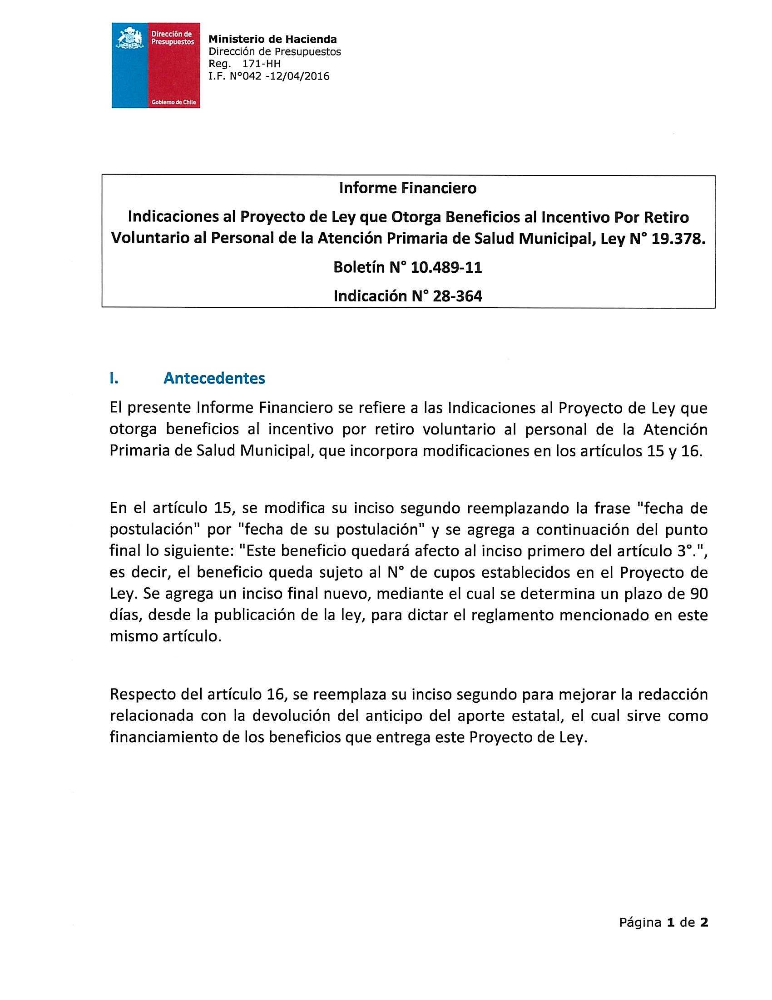 Dirección de
Presupuestos
Gobierno de Chile
Ministerio de Hacienda
Dirección de Presupuestos
Reg. 171-HH
I.F. N°042 -12/04/2016
Informe Financiero
Indicaciones al Proyecto de Ley que Otorga Beneficios al Incentivo Por Retiro
Voluntario al Personal de la Atención Primaria de Salud Municipal, Ley N° 19.378.
Boletín N° 10.489-11
Indicación N° 28-364
I. Antecedentes
El presente Informe Financiero se refiere a las Indicaciones al Proyecto de Ley que
otorga beneficios al incentivo por retiro voluntario al personal de la Atención
Primaria de Salud Municipal, que incorpora modificaciones en los artículos 15 y 16.
En el artículo 15, se modifica su inciso segundo reemplazando la frase "fecha de
postulación" por "fecha de su postulación" y se agrega a continuación del punto
final lo siguiente: "Este beneficio quedará afecto al inciso primero del artículo 3°.",
es decir, el beneficio queda sujeto al N° de cupos establecidos en el Proyecto de
Ley. Se agrega un inciso final nuevo, mediante el cual se determina un plazo de 90
días, desde la publicación de la ley, para dictar el reglamento mencionado en este
mismo artículo.
Respecto del artículo 16, se reemplaza su inciso segundo para mejorar la redacción
relacionada con la devolución del anticipo del aporte estatal, el cual sirve como
financiamiento de los beneficios que entrega este Proyecto de Ley.
Página 1 de 2